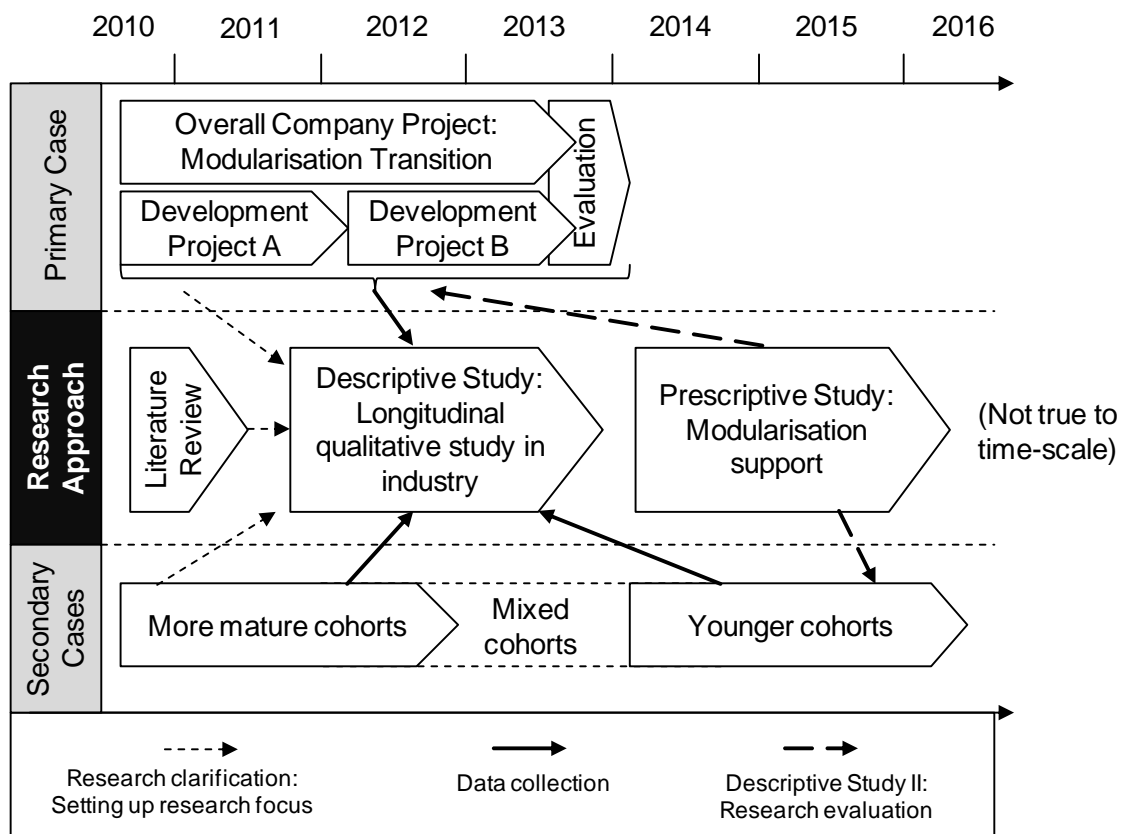 2010 2011 2012 2013 2014 2015 2016
Primary Case
Overall Company Project:
Modularisation Transition
Development
Project A
Development
Project B
Evaluation
Research
Approach
Literature
Review
Descriptive Study:
Longitudinal
qualitative study in
industry
Prescriptive Study:
Modularisation
support
(Not true to
time-scale)
Secondary
Cases
More mature cohorts
Mixed
cohorts
Younger cohorts
Research clarification:
Setting up research focus
Data collection
Descriptive Study II:
Research evaluation